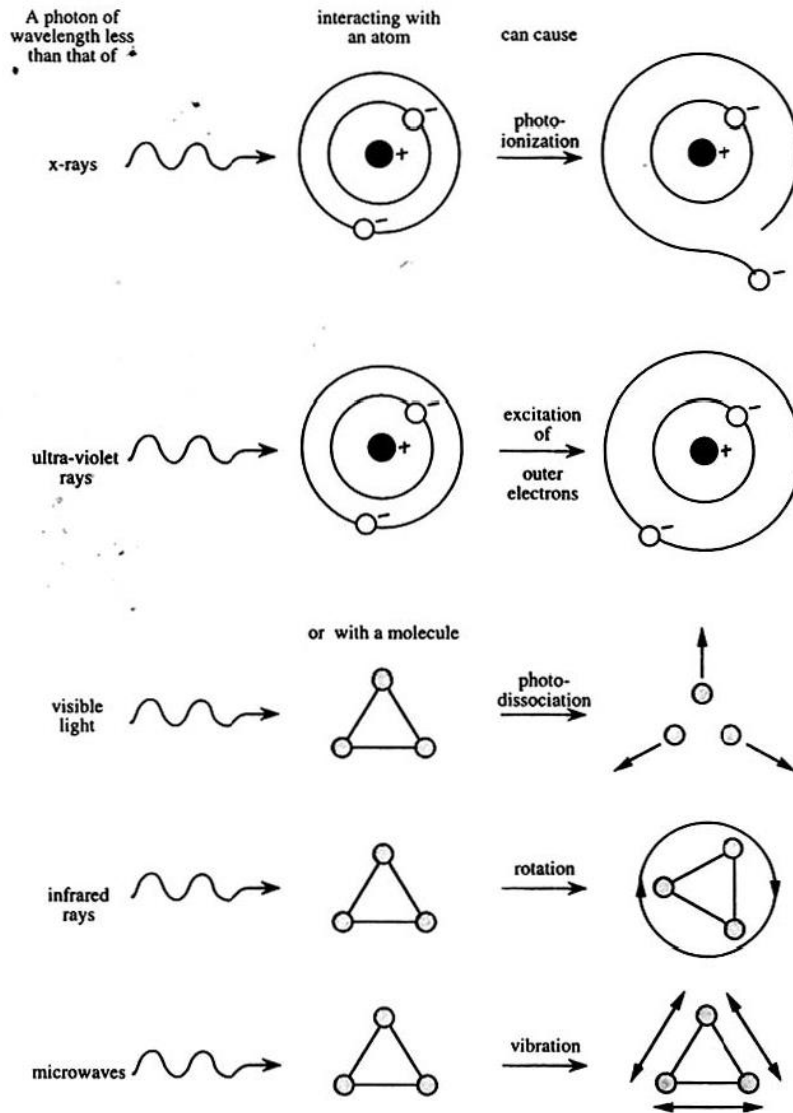 A photon of
wavelength less
than that of
interacting with
an atom
can cause
x-rays
+
photo-
ionization
+
ultra-violet
rays
+
excitation
of
outer
electrons
+
or with a molecule
visible
light
photo-
dissociation
infrared
rays
rotation
microwaves
vibration